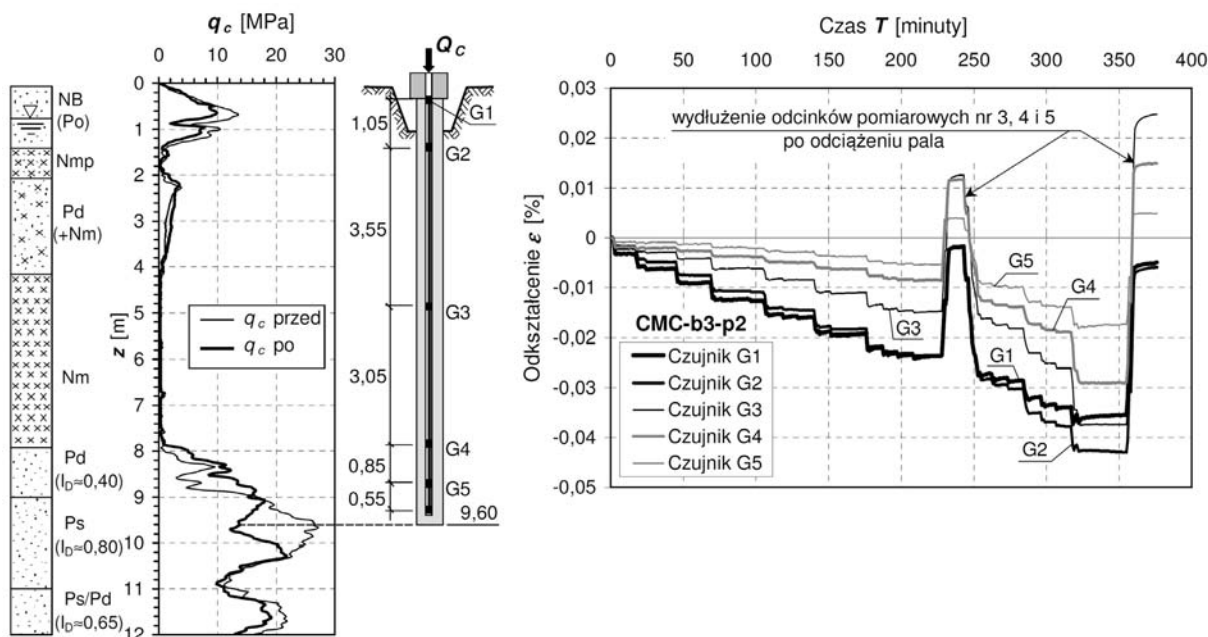 q_c [MPa]
0 10 20 30
z [m]
0
1
2
3
4
5
6
7
8
9
10
11
12
NB
(Po)
Nmp
Pd
(+Nm)
Nm
Pd
(I_D≈0,40)
Ps
(I_D≈0,80)
Ps/Pd
(I_D≈0,65)
q_c przed
q_c po
Q_C
G1
G2
G3
G4
G5
1,05
3,55
3,05
0,85
0,55
9,60
Czas T [minuty]
0 50 100 150 200 250 300 350 400
Odkształcenie ε [%]
0,03
0,02
0,01
0
-0,01
-0,02
-0,03
-0,04
-0,05
wydłużenie odcinków pomiarowych nr 3, 4 i 5
po odciążeniu pala
G5
G4
G3
G1
G2
CMC-b3-p2
Czujnik G1
Czujnik G2
Czujnik G3
Czujnik G4
Czujnik G5